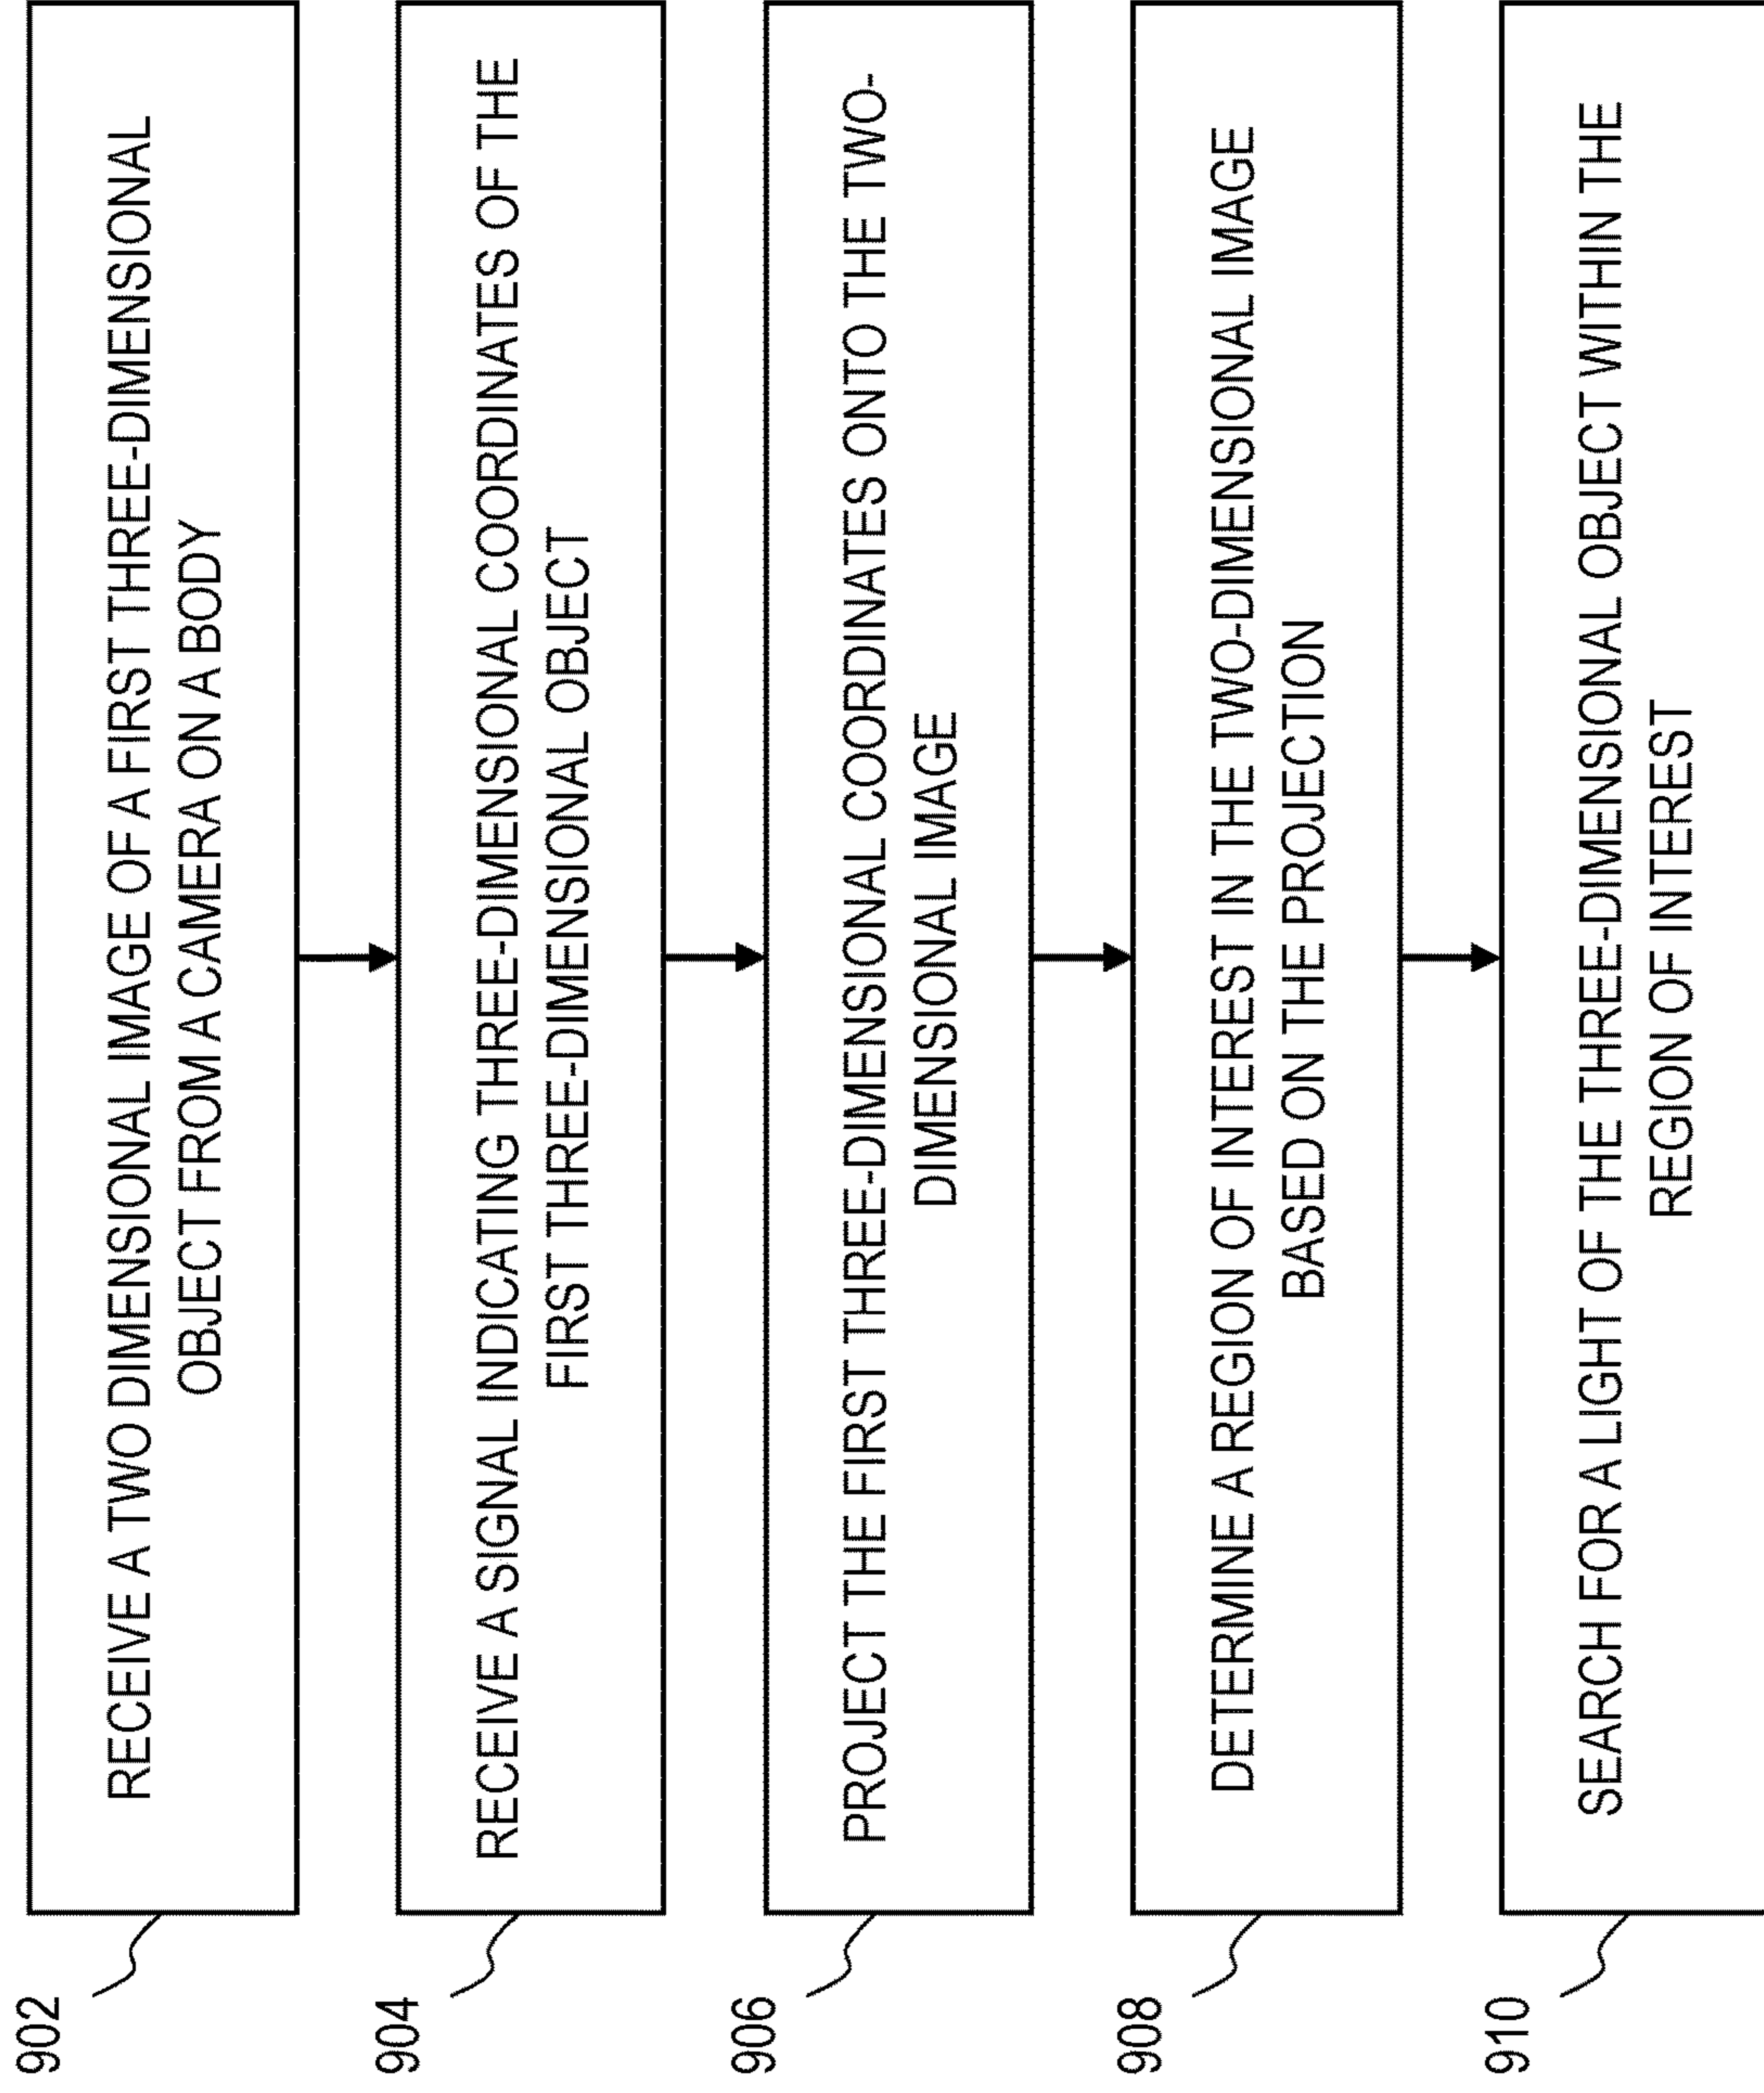 902
RECEIVE A TWO DIMENSIONAL IMAGE OF A FIRST THREE-DIMENSIONAL
OBJECT FROM A CAMERA ON A BODY
904
RECEIVE A SIGNAL INDICATING THREE-DIMENSIONAL COORDINATES OF THE
FIRST THREE-DIMENSIONAL OBJECT
906
PROJECT THE FIRST THREE-DIMENSIONAL COORDINATES ONTO THE TWO-
DIMENSIONAL IMAGE
908
DETERMINE A REGION OF INTEREST IN THE TWO-DIMENSIONAL IMAGE
BASED ON THE PROJECTION
910
SEARCH FOR A LIGHT OF THE THREE-DIMENSIONAL OBJECT WITHIN THE
REGION OF INTEREST